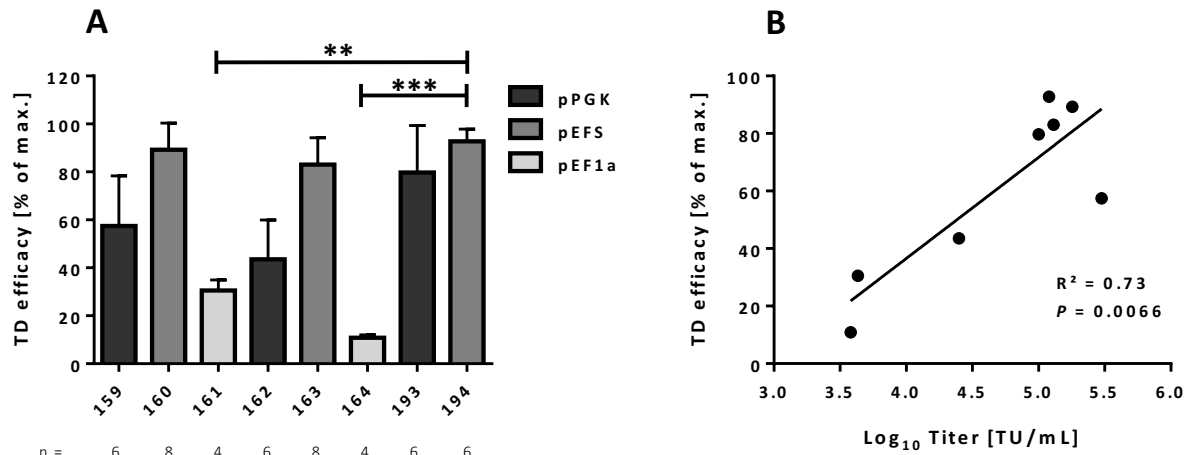 A
B
**
***
TD efficacy [% of max.]
120
100
80
60
40
20
0
pPGK
pEFS
pEF1a
159 160 161 162 163 164 193 194
n = 6 8 4 6 8 4 6 6
TD efficacy [% of max.]
100
80
60
40
20
0
R² = 0.73
P = 0.0066
3.0 3.5 4.0 4.5 5.0 5.5 6.0
Log₁₀ Titer [TU/mL]